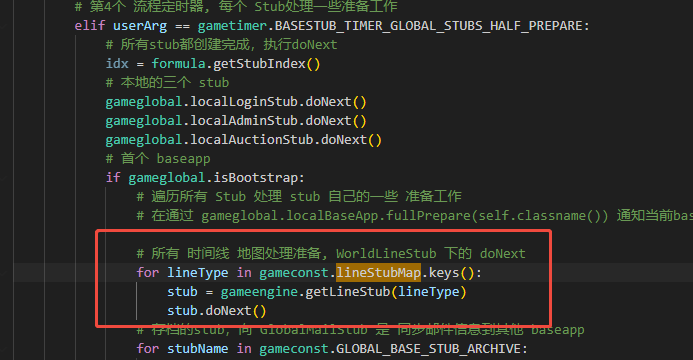 # 第4个 流程定时器, 每个 Stub处理一些准备工作
elif userArg == gametimer.BASESTUB_TIMER_GLOBAL_STUBS_HALF_PREPARE:
# 所有stub都创建完成, 执行doNext
idx = formula.getStubIndex()
# 本地的三个 stub
gameglobal.localLoginStub.doNext()
gameglobal.localAdminStub.doNext()
gameglobal.localAuctionStub.doNext()
# 首个 baseapp
if gameglobal.isBootstrap:
# 遍历所有 Stub 处理 stub 自己的一些 准备工作
# 在通过 gameglobal.localBaseApp.fullPrepare(self.classname()) 通知当前bas
# 所有 时间线 地图处理准备, WorldLineStub 下的 doNext
for lineType in gameconst.lineStubMap.keys():
stub = gameengine.getLineStub(lineType)
stub.doNext()
# 存档的stub, 向 GlobalMailStub 是 同步邮件信息到其他 baseapp
for stubName in gameconst.GLOBAL_BASE_STUB_ARCHIVE: